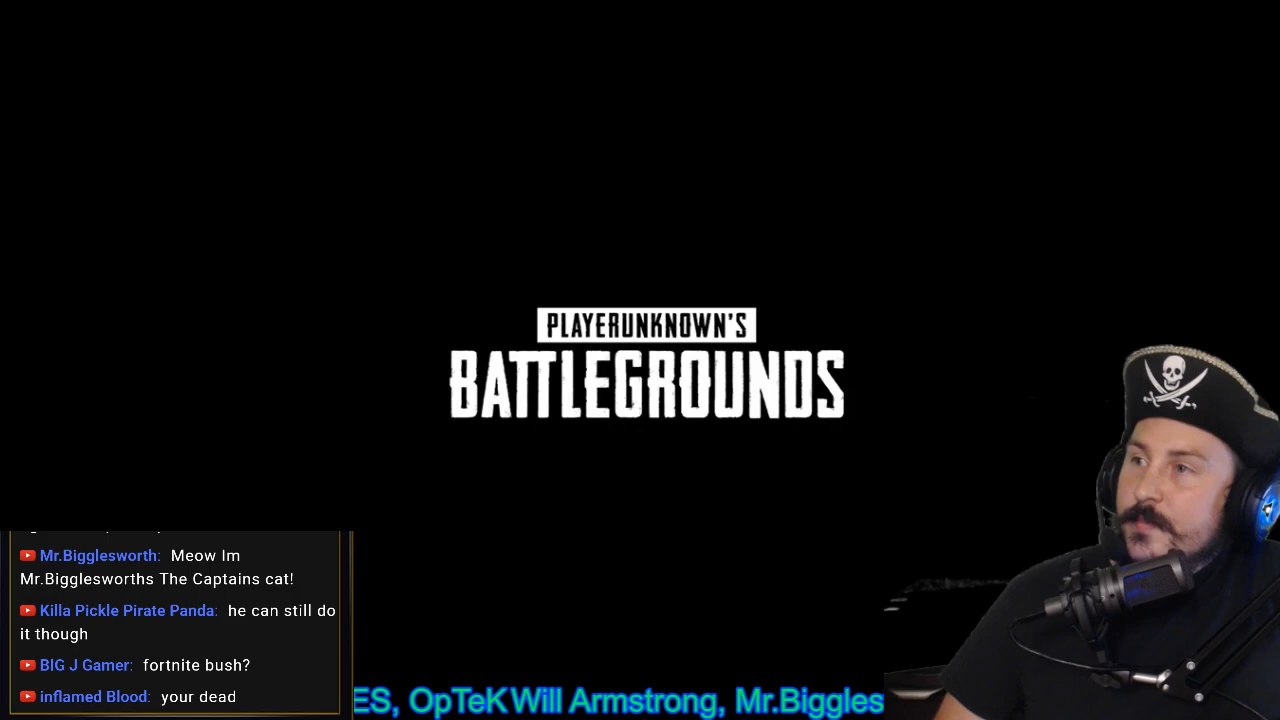 PLAYERUNKNOWN'S
BATTLEGROUNDS
Mr.Bigglesworth: Meow Im
Mr.Bigglesworths The Captains cat!
Killa Pickle Pirate Panda: he can still do
it though
BIG J Gamer: fortnite bush?
inflamed Blood: your dead
ES, OpTeK Will Armstrong, Mr.Biggles